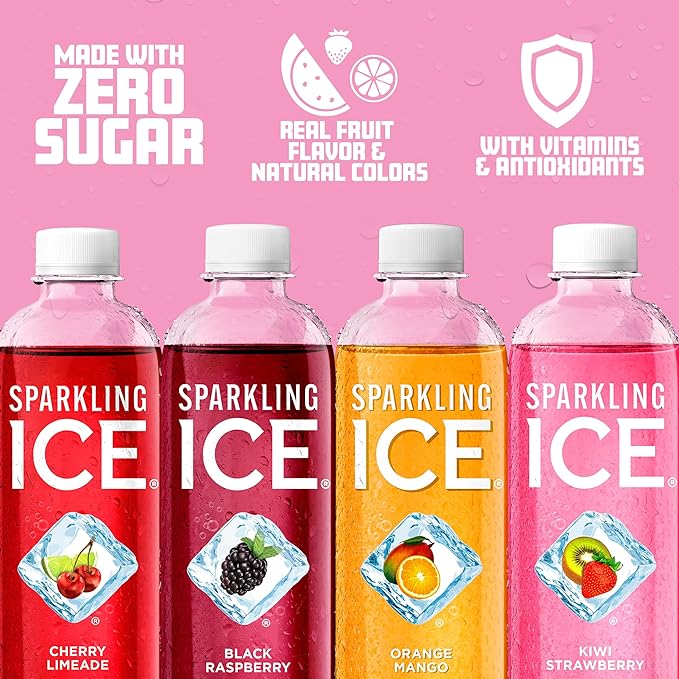 MADE WITH
ZERO
SUGAR
REAL FRUIT
FLAVOR &
NATURAL COLORS
WITH VITAMINS
& ANTIOXIDANTS
SPARKLING
ICE®
®
CHERRY
LIMEADE
SPARKLING
ICE®
®
BLACK
RASPBERRY
SPARKLING
ICE®
®
ORANGE
MANGO
SPARKLING
ICE®
®
KIWI
STRAWBERRY